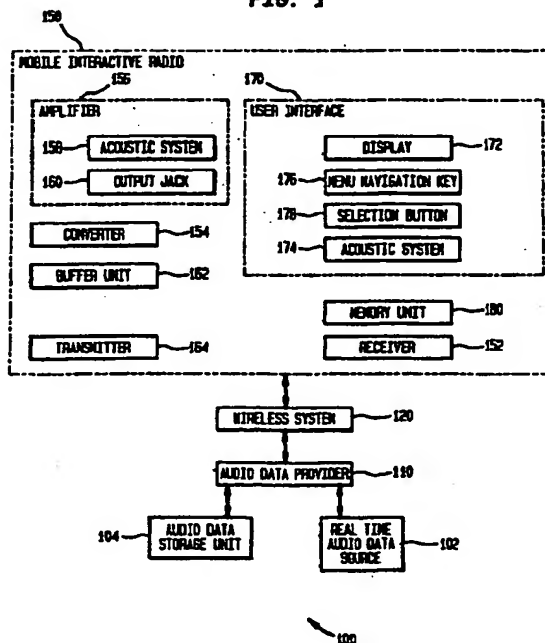 FIG. 1
150
MOBILE INTERACTIVE RADIO
156
170
AMPLIFIER
USER INTERFACE
158
ACOUSTIC SYSTEM
DISPLAY
172
160
OUTPUT JACK
176
MENU NAVIGATION KEY
178
SELECTION BUTTON
CONVERTER
154
174
ACOUSTIC SYSTEM
BUFFER UNIT
162
MEMORY UNIT
180
TRANSMITTER
164
RECEIVER
152
WIRELESS SYSTEM
120
AUDIO DATA PROVIDER
110
104
AUDIO DATA
STORAGE UNIT
REAL TIME
AUDIO DATA
SOURCE
102
100